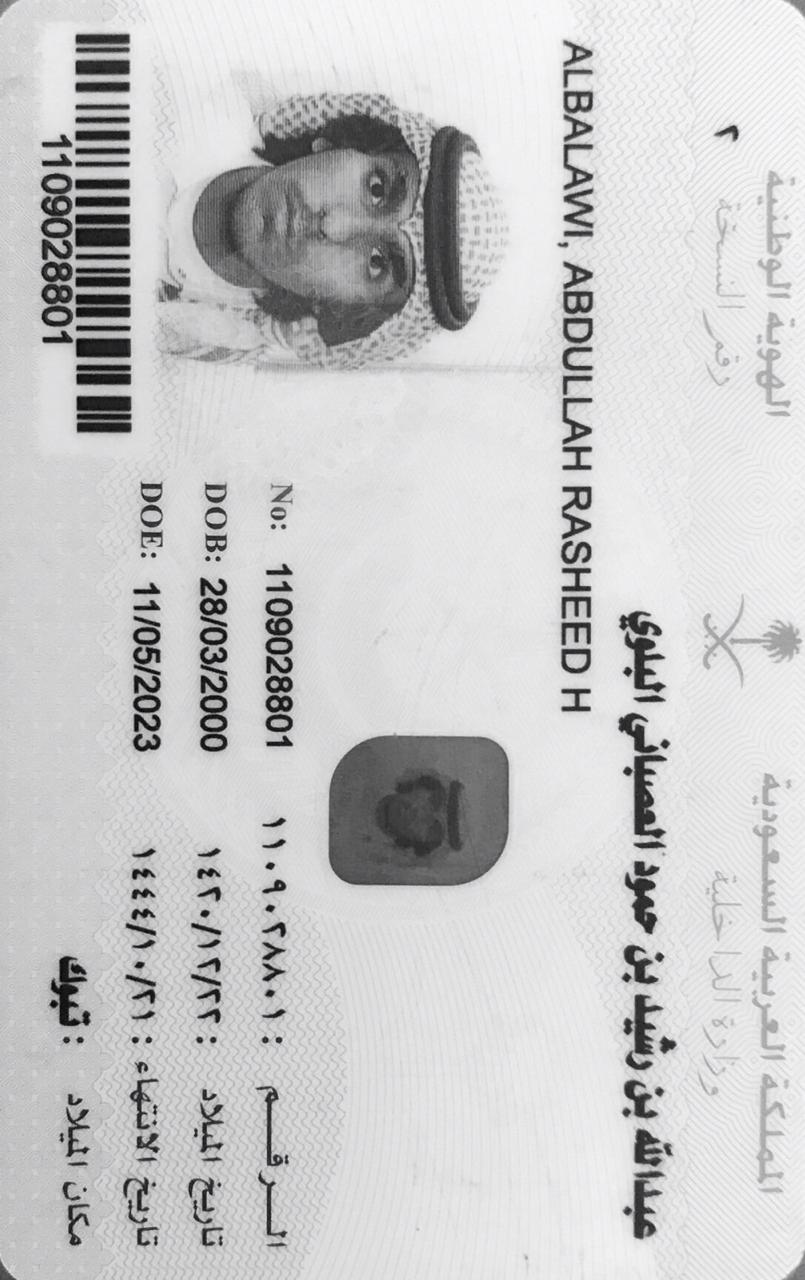 المملكة العربية السعودية
الهوية الوطنية
وزارة الداخلية
رقم النسخة ٢
عبدالله بن رشيد بن حمود العصباني البلوي
ALBALAWI, ABDULLAH RASHEED H
No: 1109028801
الرقم : ١١٠٩٠٢٨٨٠١
DOB: 28/03/2000
تاريخ الميلاد : ١٤٢٠/١٢/٢٢
DOE: 11/05/2023
تاريخ الانتهاء : ١٤٤٤/١٠/٢١
مكان الميلاد : تبوك
1109028801